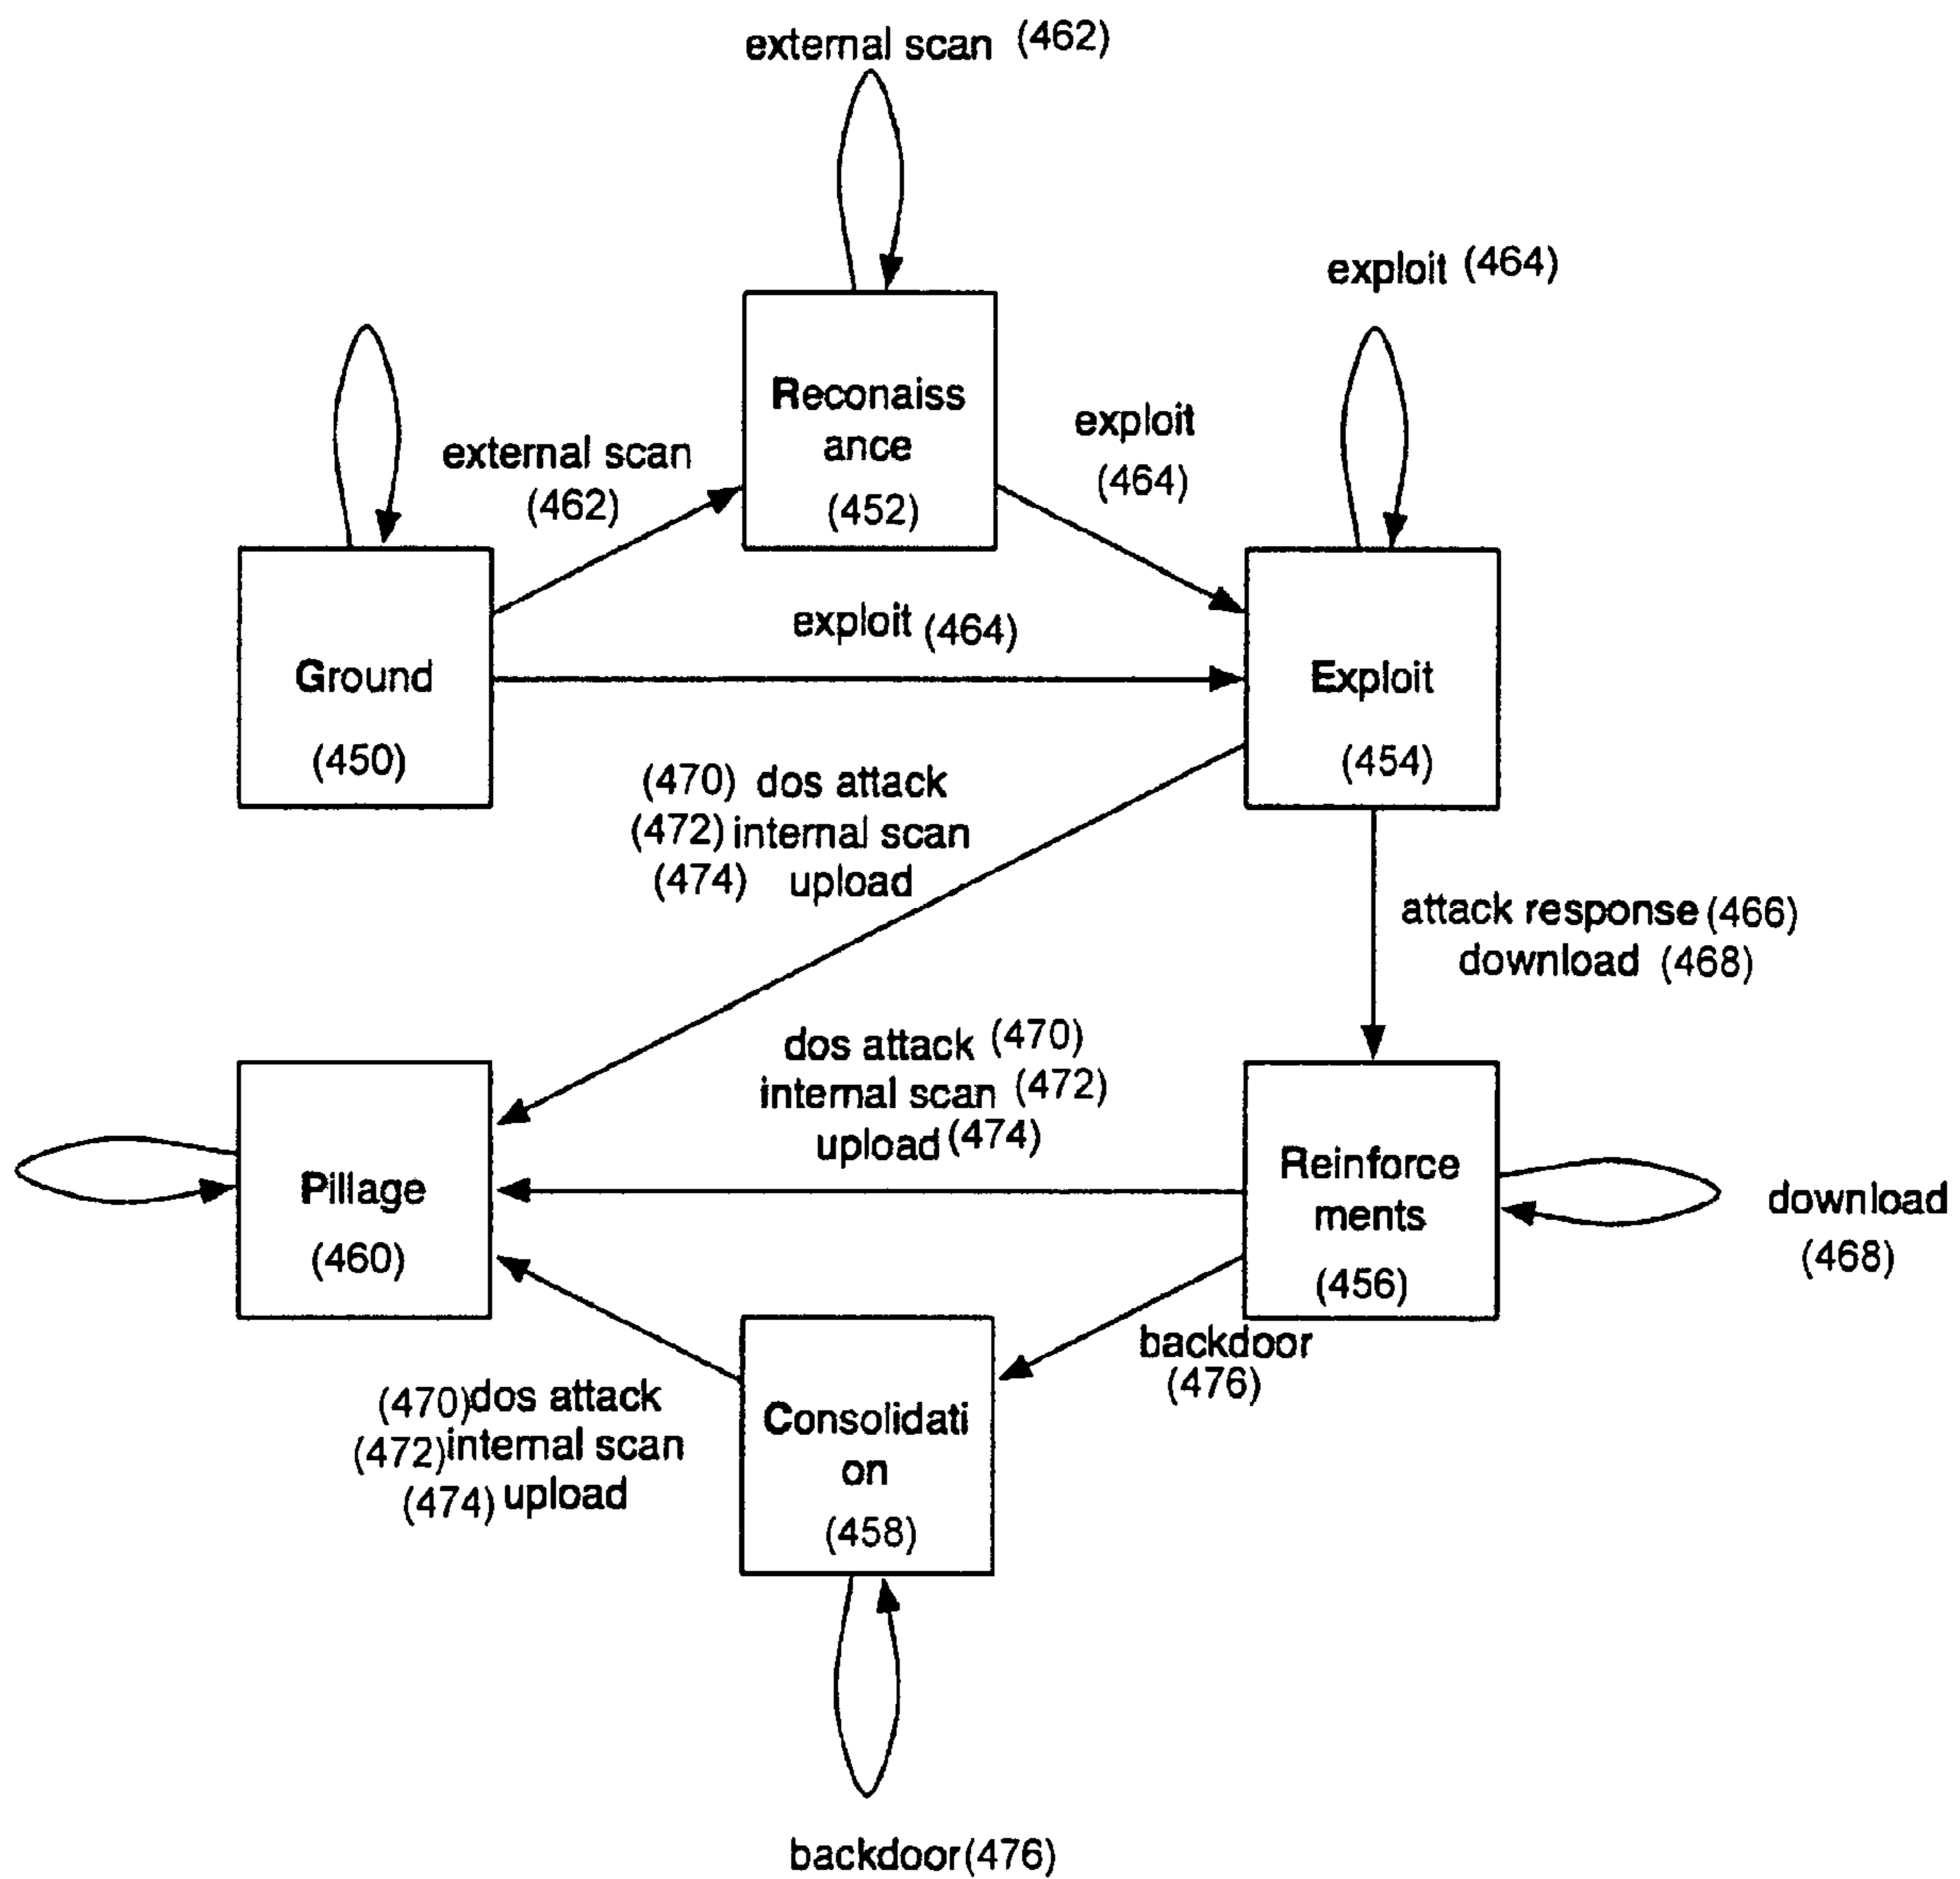 external scan (462)
exploit (464)
Reconaiss
ance
(452)
external scan
(462)
exploit
(464)
exploit (464)
Ground
(450)
Exploit
(454)
(470) dos attack
(472) internal scan
(474) upload
attack response (466)
download (468)
dos attack (470)
internal scan (472)
upload (474)
Pillage
(460)
Reinforce
ments
(456)
download
(468)
backdoor
(476)
(470) dos attack
(472) internal scan
(474) upload
Consolidati
on
(458)
backdoor (476)